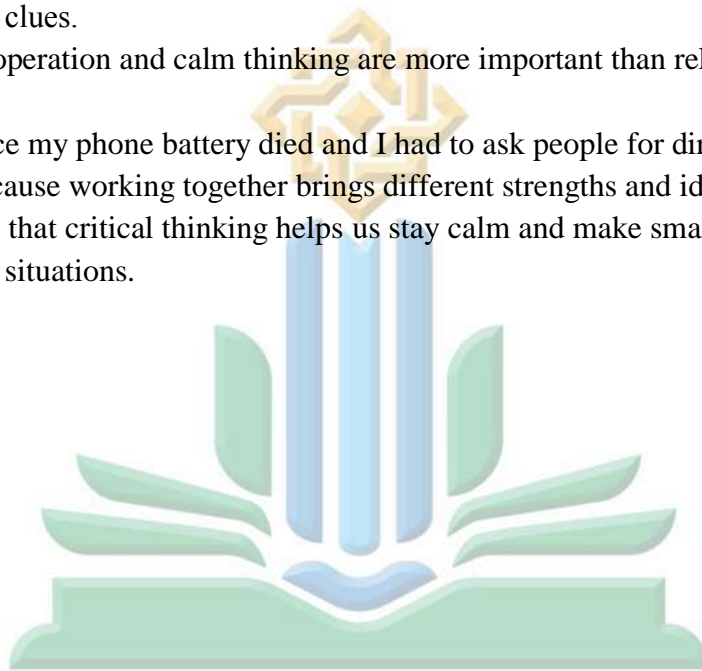 clues.
operation and calm thinking are more important than rel
ce my phone battery died and I had to ask people for di
cause working together brings different strengths and id
that critical thinking helps us stay calm and make sma
situations.